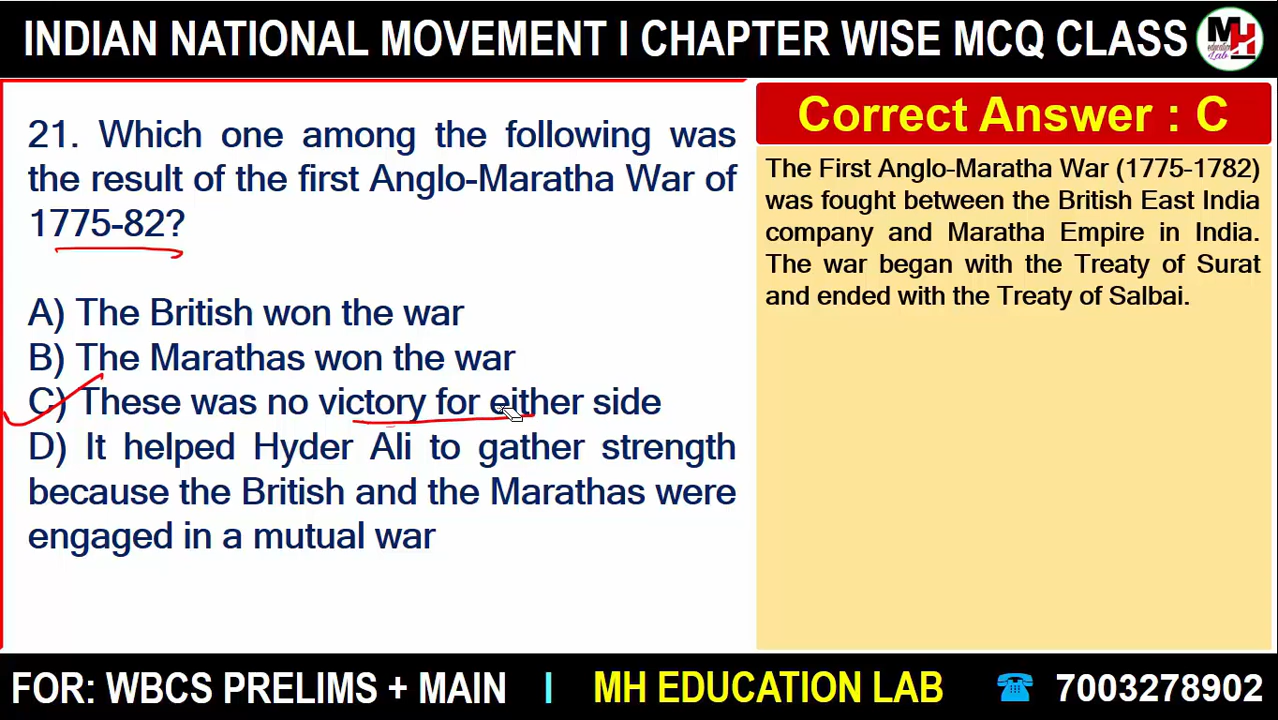 INDIAN NATIONAL MOVEMENT I CHAPTER WISE MCQ CLASS
MH
education
Lab
21. Which one among the following was
the result of the first Anglo-Maratha War of
1775-82?
A) The British won the war
B) The Marathas won the war
C) These was no victory for either side
D) It helped Hyder Ali to gather strength
because the British and the Marathas were
engaged in a mutual war
Correct Answer : C
The First Anglo-Maratha War (1775-1782)
was fought between the British East India
company and Maratha Empire in India.
The war began with the Treaty of Surat
and ended with the Treaty of Salbai.
FOR: WBCS PRELIMS + MAIN I MH EDUCATION LAB ☎ 7003278902